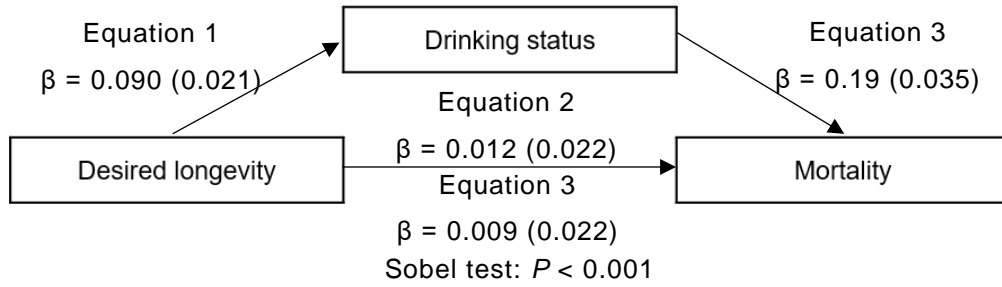 Equation 1
β = 0.090 (0.021)
Drinking status
Equation 3
β = 0.19 (0.035)
Equation 2
β = 0.012 (0.022)
Desired longevity
Mortality
Equation 3
β = 0.009 (0.022)
Sobel test: P < 0.001